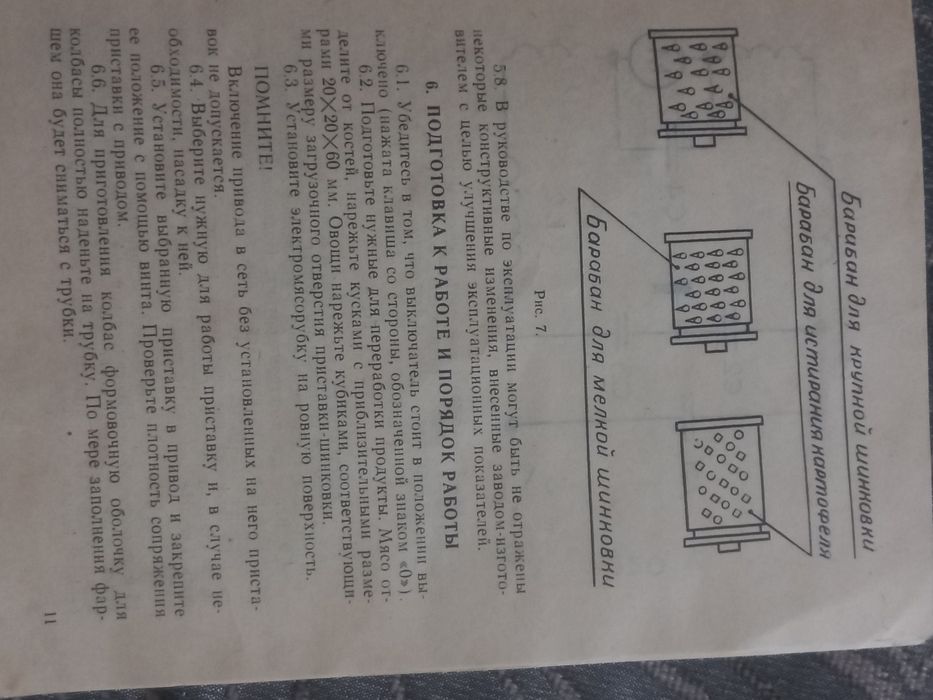 Барабан для крупной шинковки
Барабан для истирания картофеля
Барабан для мелкой шинковки
Рис. 7.
5.8. В руководстве по эксплуатации могут быть не отражены
некоторые конструктивные изменения, внесенные заводом-изгото-
вителем с целью улучшения эксплуатационных показателей.
6. ПОДГОТОВКА К РАБОТЕ И ПОРЯДОК РАБОТЫ
6.1. Убедитесь в том, что выключатель стоит в положении вы-
ключено (нажата клавиша со стороны, обозначенной знаком «0»).
6.2. Подготовьте нужные для переработки продукты. Мясо от-
делите от костей, нарежьте кусками с приблизительными разме-
рами 20×20×60 мм. Овощи нарежьте кубиками, соответствующи-
ми размеру загрузочного отверстия приставки-шинковки.
6.3. Установите электромясорубку на ровную поверхность.
ПОМНИТЕ!
Включение привода в сеть без установленных на него приста-
вок не допускается.
6.4. Выберите нужную для работы приставку и, в случае не-
обходимости, насадку к ней.
6.5. Установите выбранную приставку в привод и закрепите
ее положение с помощью винта. Проверьте плотность сопряжения
приставки с приводом.
6.6. Для приготовления колбас формовочную оболочку для
колбасы полностью наденьте на трубку. По мере заполнения фар-
шем она будет сниматься с трубки.
11